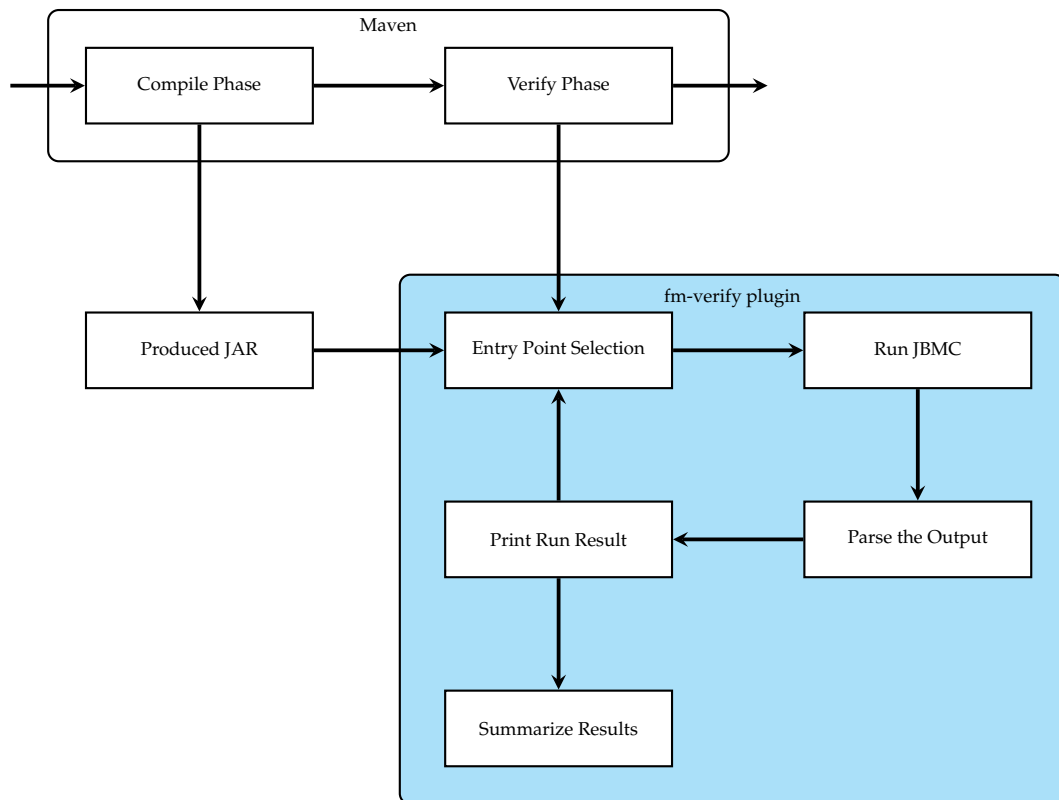 Maven
Compile Phase
Verify Phase
fm-verify plugin
Produced JAR
Entry Point Selection
Run JBMC
Print Run Result
Parse the Output
Summarize Results